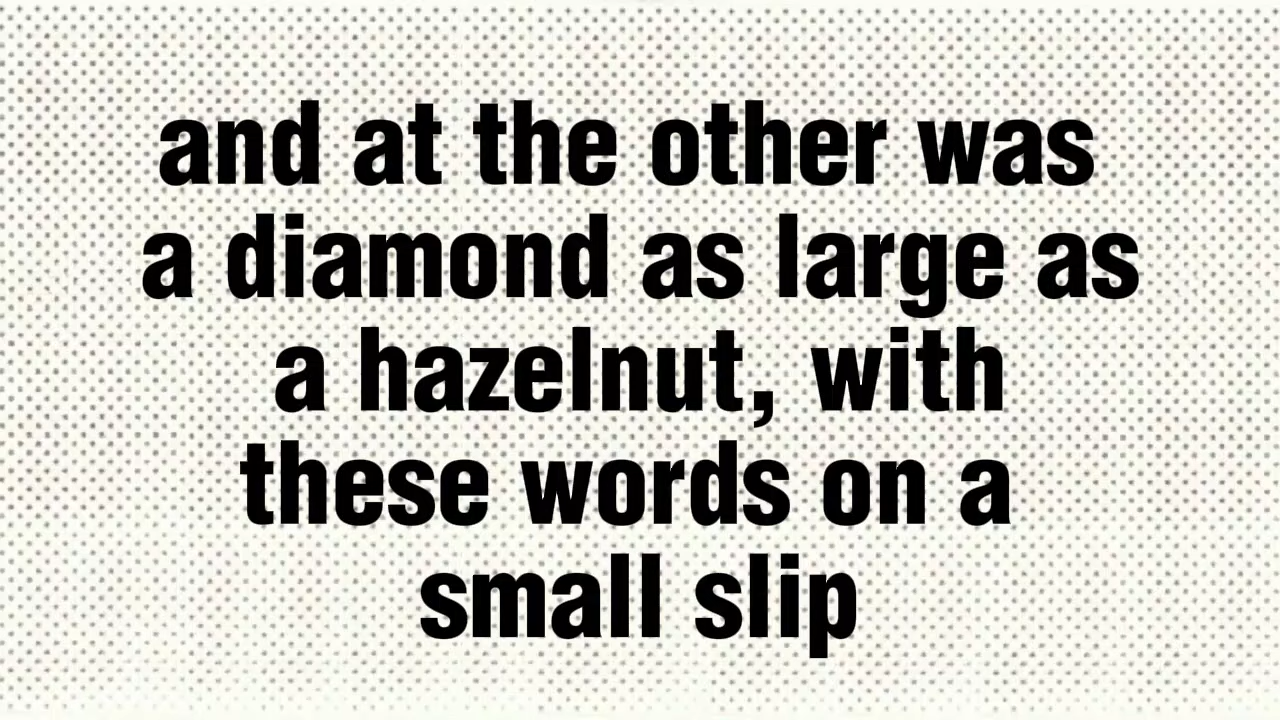 and at the other was
a diamond as large as
a hazelnut, with
these words on a
small slip